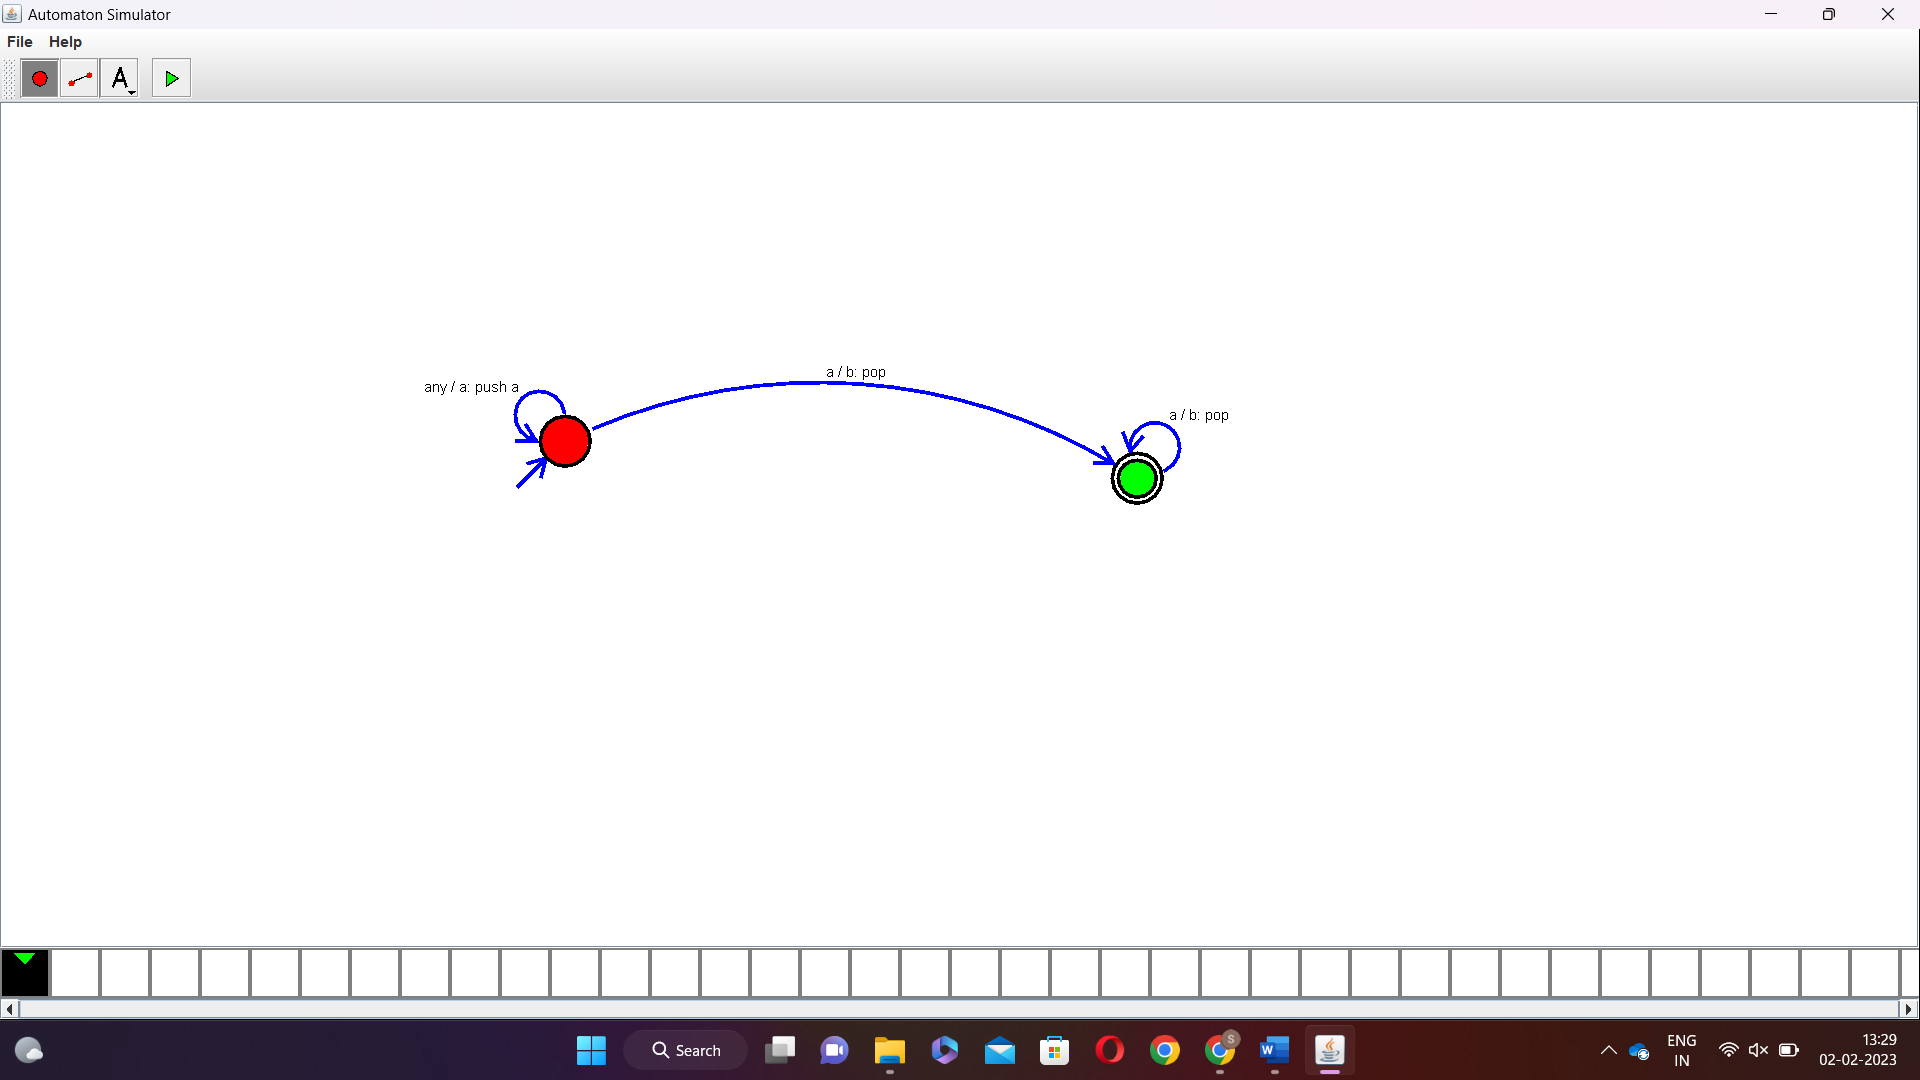 Automaton Simulator
File Help
A
any / a: push a
a / b: pop
a / b: pop
Search
S
W
ENG
IN
13:29
02-02-2023